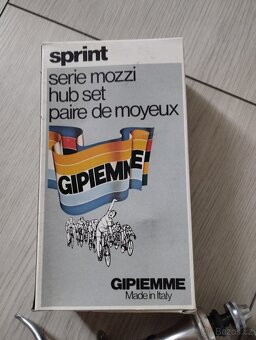 sprint
serie mozzi
hub set
paire de moyeux
GIPIEMME
GIPIEMME
Made in Italy